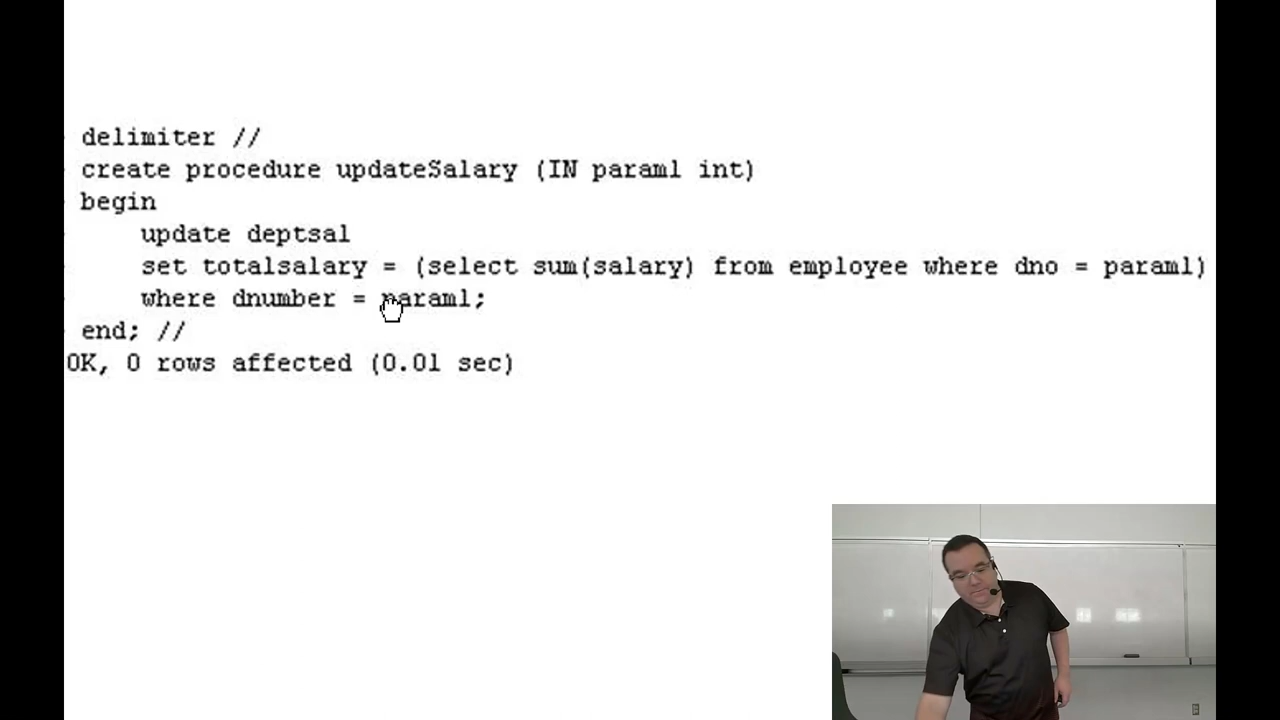 delimiter //
create procedure updateSalary (IN param1 int)
begin
update deptsal
set totalsalary = (select sum(salary) from employee where dno = param1)
where dnumber = param1;
end; //
OK, 0 rows affected (0.01 sec)